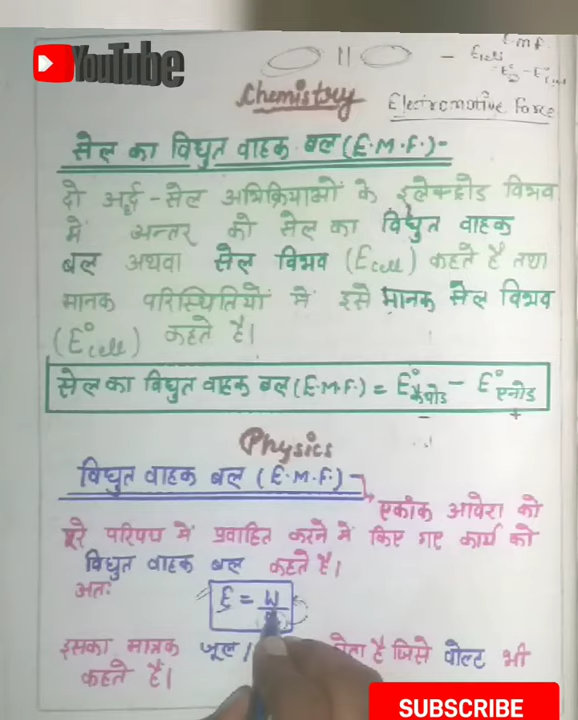 YouTube
E.M.F.
Ecell
Chemistry
Electromotive Force
सेल का विद्युत वाहक बल (E.M.F.)-
दो अर्द्ध-सेल अभिक्रियाओं के इलेक्ट्रोड विभव
में अन्तर को सेल का विद्युत वाहक
बल अथवा सेल विभव (Ecell) कहते है तथा
मानक परिस्थितियों में इसे मानक सेल विभव
(E°cell) कहते है।
सेल का विद्युत वाहक बल (E.M.F.) = E°कैथोड - E°एनोड
- +
Physics
विद्युत वाहक बल (E.M.F.)-
एकांक आवेश को
पूरे परिपथ में प्रवाहित करने में किए गए कार्य को
विद्युत वाहक बल कहते है।
अतः
E = W
इसका मात्रक जूल। होता है जिसे वोल्ट भी
कहते है।
SUBSCRIBE